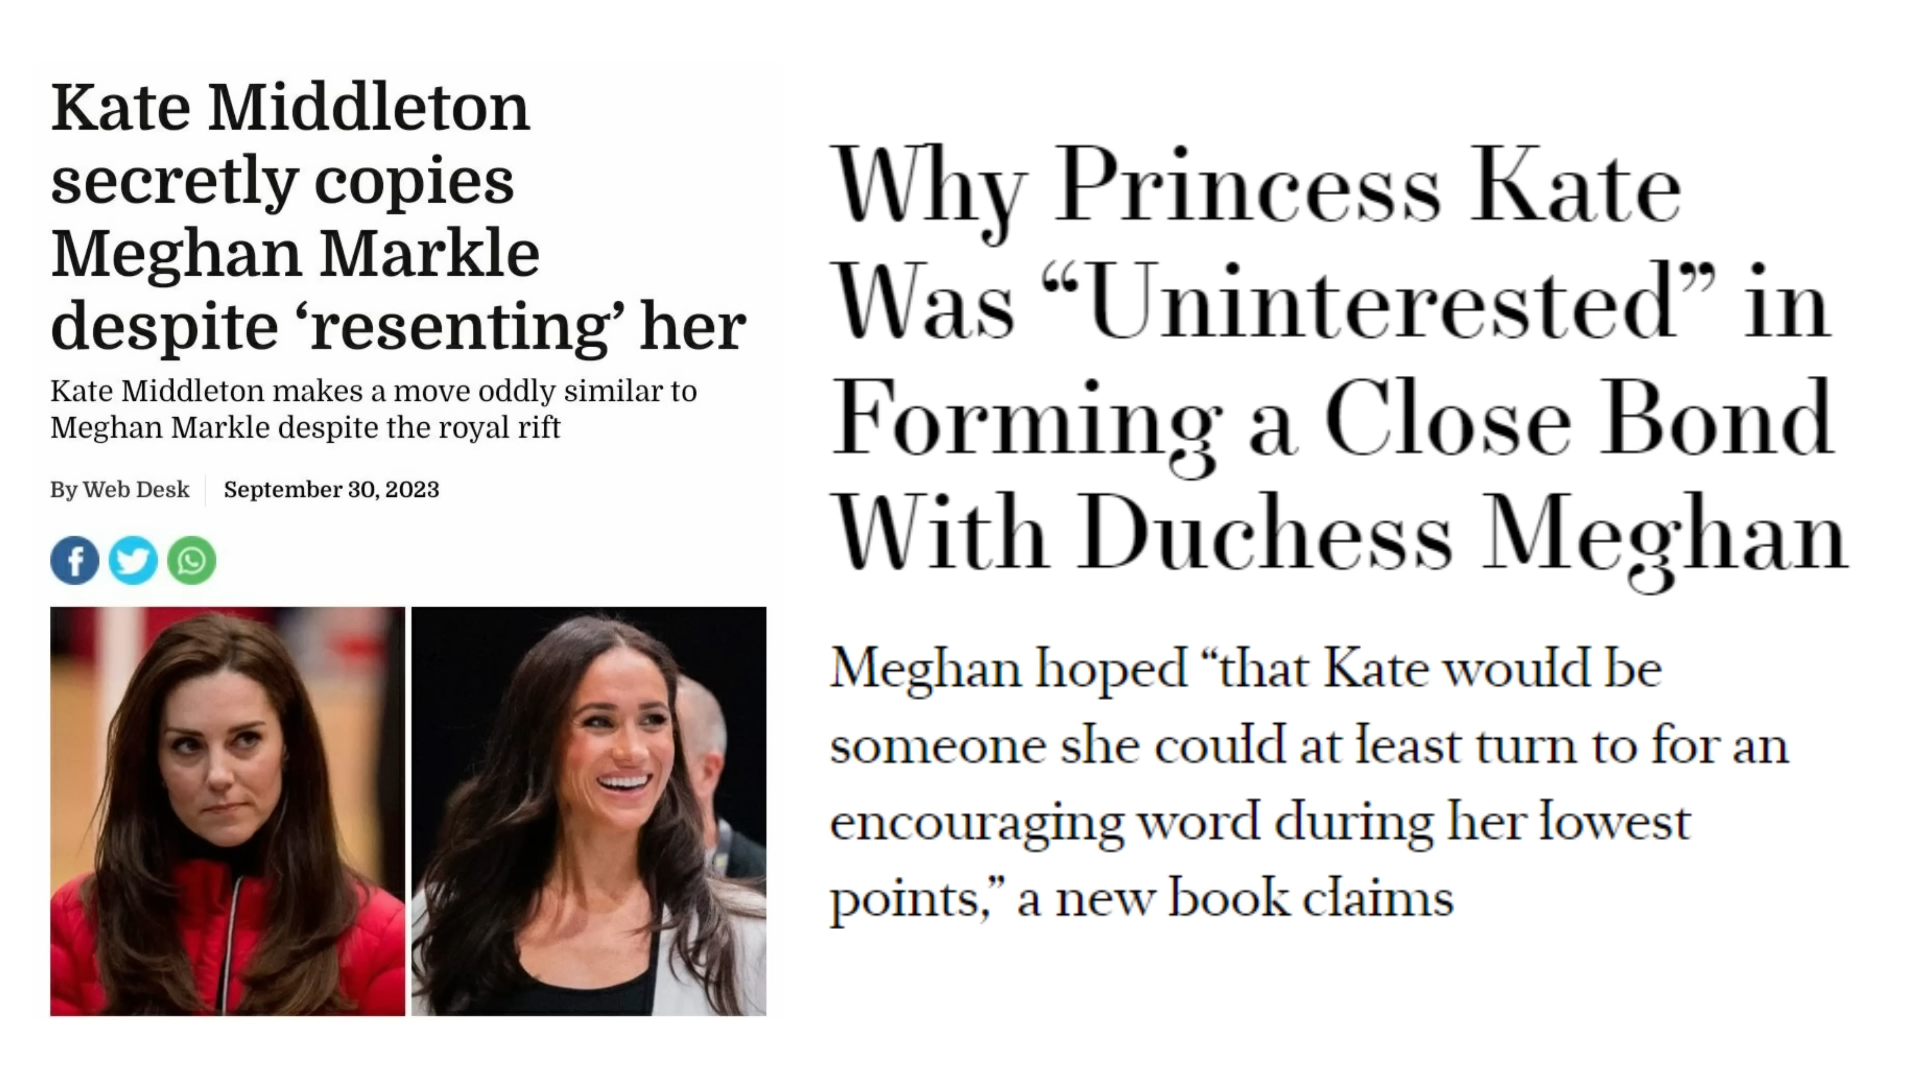 Kate Middleton
secretly copies
Meghan Markle
despite ‘resenting’ her
Kate Middleton makes a move oddly similar to
Meghan Markle despite the royal rift
By Web Desk
September 30, 2023
Why Princess Kate
Was “Uninterested” in
Forming a Close Bond
With Duchess Meghan
Meghan hoped “that Kate would be
someone she could at least turn to for an
encouraging word during her lowest
points,” a new book claims